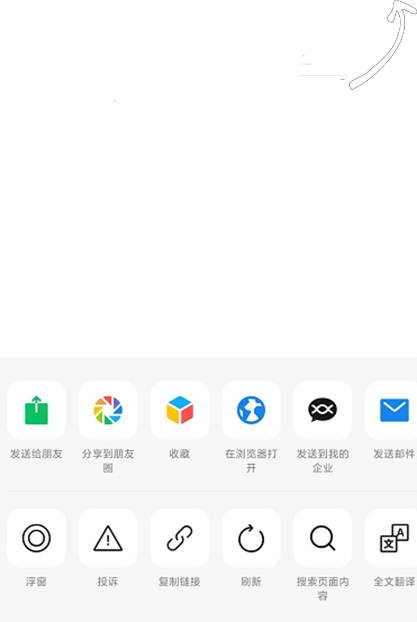 发送给朋友 分享到朋友 收藏 在浏览器打 发送到我的 发送邮件
圈 开 企业
浮窗 投诉 复制链接 刷新 搜索页面内 全文翻译
容